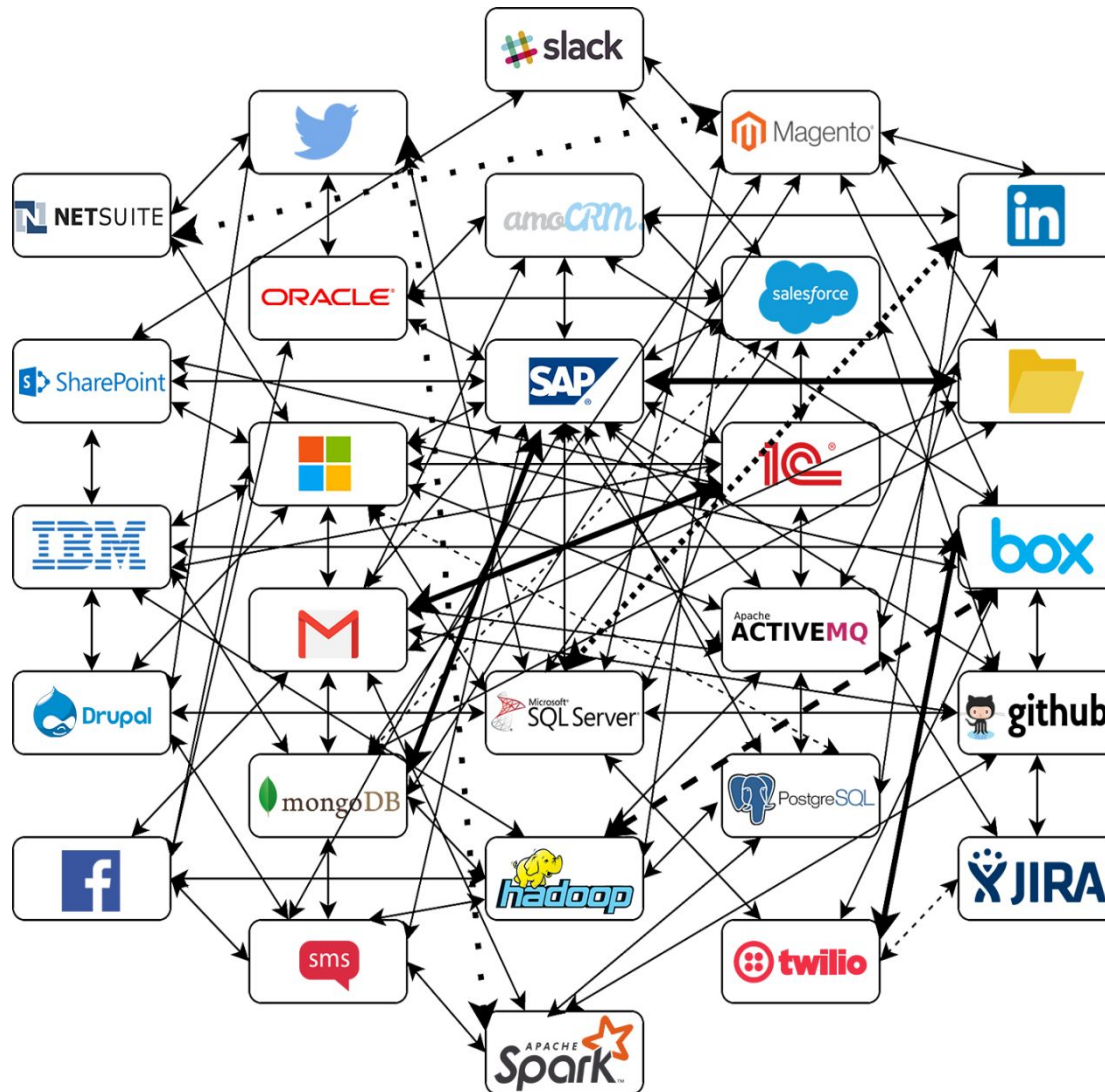 slack
Magento®
NETSUITE
amoCRM.
in
ORACLE®
salesforce
S SharePoint
SAP®
1C®
IBM
box
Apache
ACTIVEMQ
Drupal
Microsoft®
SQL Server®
github
mongoDB
PostgreSQL
f
hadoop
JIRA
sms
twilio
APACHE
Spark™